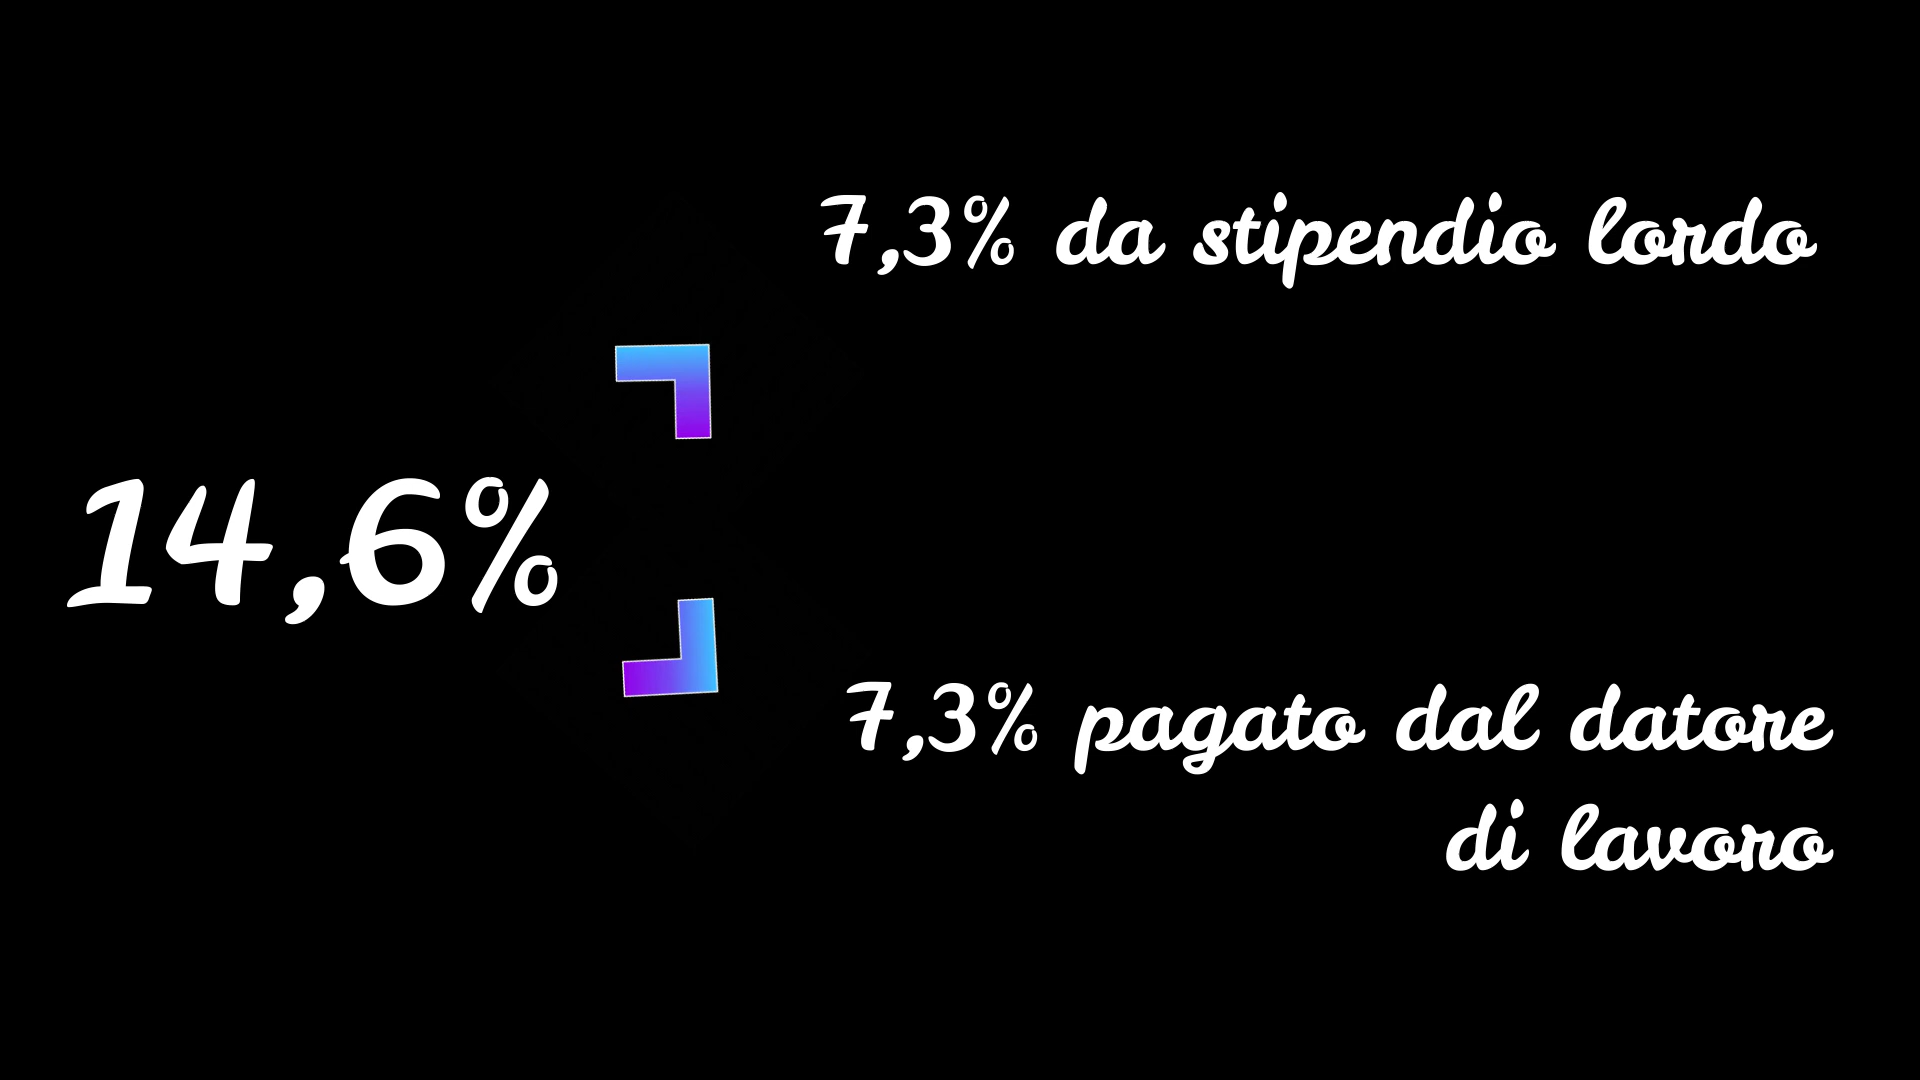 7,3% da stipendio lordo
14,6%
7,3% pagato dal datore
di lavoro